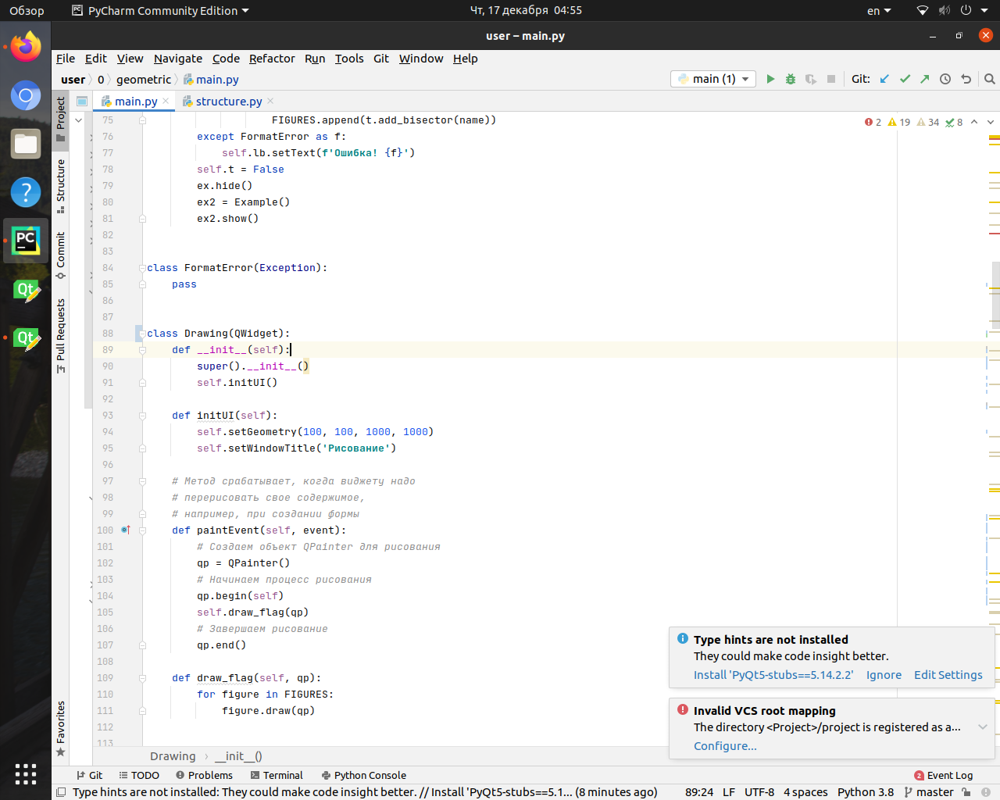 Обзор PyCharm Community Edition Чт, 17 декабря 04:55 en
user – main.py
File Edit View Navigate Code Refactor Run Tools Git Window Help
user 0 geometric main.py main (1) Git:
Project main.py structure.py
75 FIGURES.append(t.add_bisector(name)) 2 19 34 8
76 except FormatError as f:
77 self.lb.setText(f'Ошибка! {f}')
78 self.t = False
79 ex.hide()
80 ex2 = Example()
81 ex2.show()
82
83
84 class FormatError(Exception):
85 pass
86
87
88 class Drawing(QWidget):
89 def __init__(self):
90 super().__init__()
91 self.initUI()
92
93 def initUI(self):
94 self.setGeometry(100, 100, 1000, 1000)
95 self.setWindowTitle('Рисование')
96
97 # Метод срабатывает, когда виджету надо
98 # перерисовать свое содержимое,
99 # например, при создании формы
100 def paintEvent(self, event):
101 # Создаем объект QPainter для рисования
102 qp = QPainter()
103 # Начинаем процесс рисования
104 qp.begin(self)
105 self.draw_flag(qp)
106 # Завершаем рисование
107 qp.end()
108
109 def draw_flag(self, qp):
110 for figure in FIGURES:
111 figure.draw(qp)
112
113
Structure
Commit
Pull Requests
Favorites
PC
Qt
Qt
Type hints are not installed
They could make code insight better.
Install 'PyQt5-stubs==5.14.2.2' Ignore Edit Settings
Invalid VCS root mapping
The directory <Project>/project is registered as a...
Configure...
Drawing __init__()
Git TODO Problems Terminal Python Console 2 Event Log
Type hints are not installed: They could make code insight better. // Install 'PyQt5-stubs==5.1... (8 minutes ago) 89:24 LF UTF-8 4 spaces Python 3.8 master